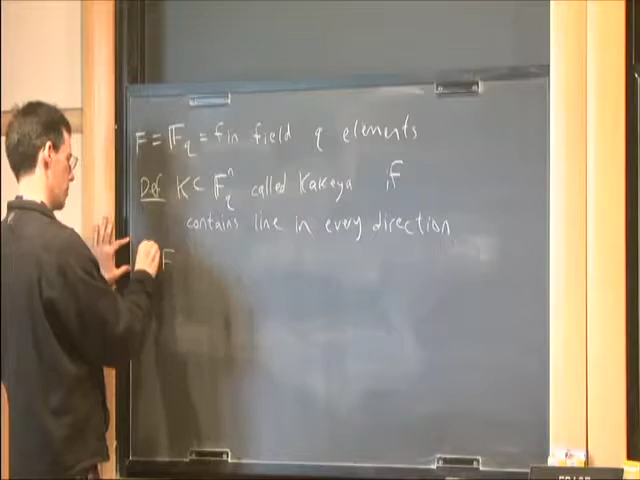 F = 𝔽_q = fin field q elements
Def K ⊂ 𝔽_q^n called Kakeya if
contains line in every direction
F